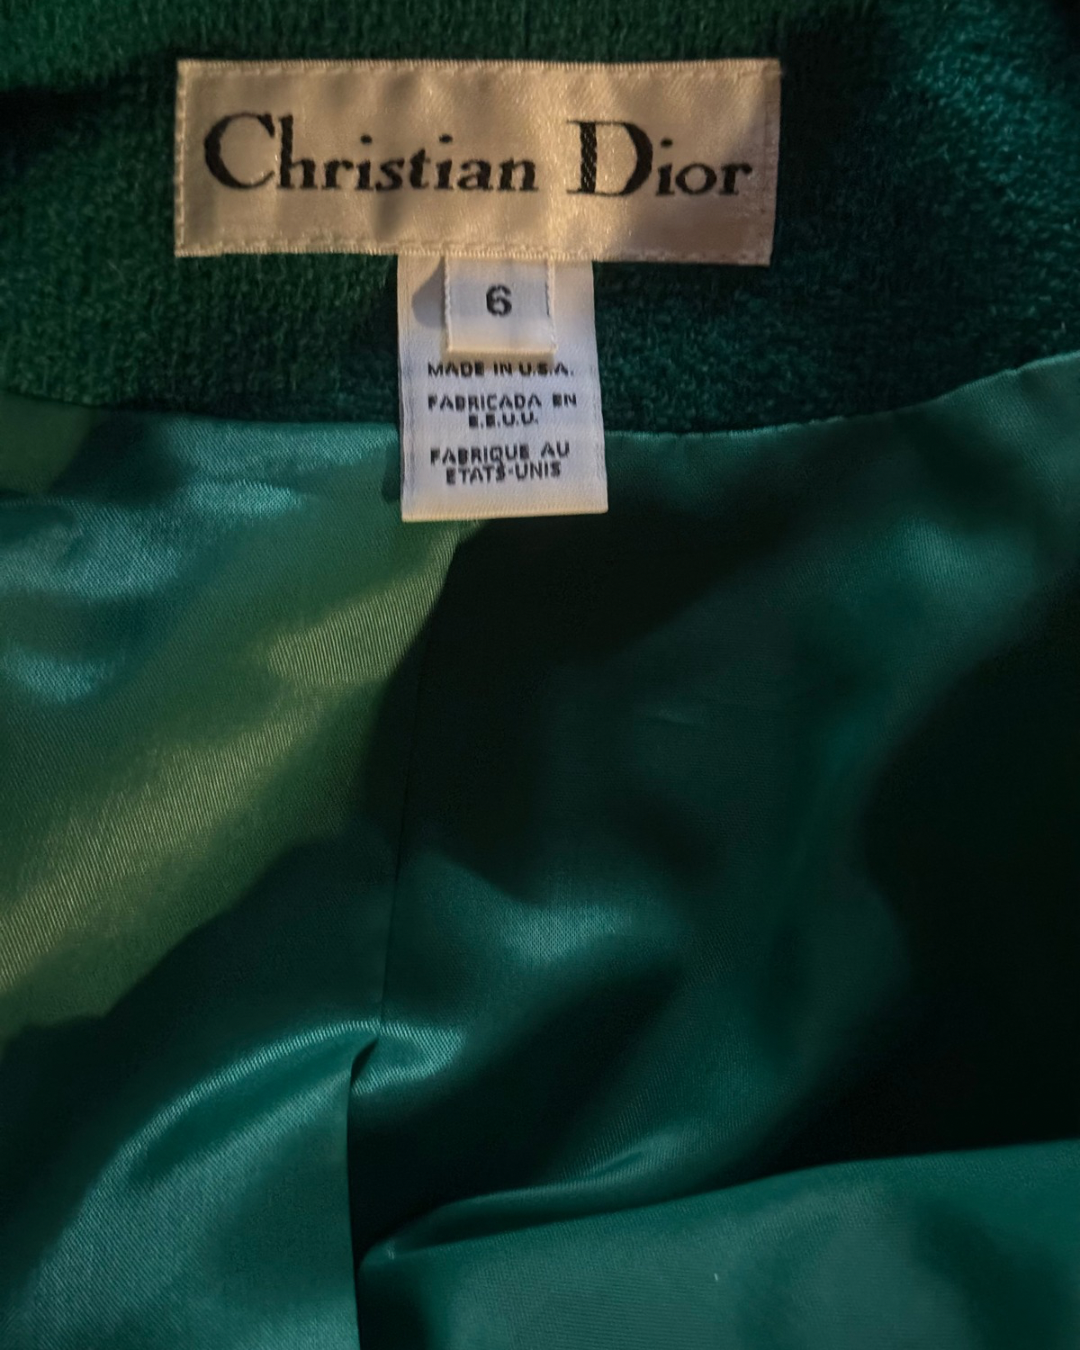 Christian Dior
6
MADE IN U.S.A.
FABRICADA EN
E.E.U.U.
FABRIQUE AU
ETATS-UNIS